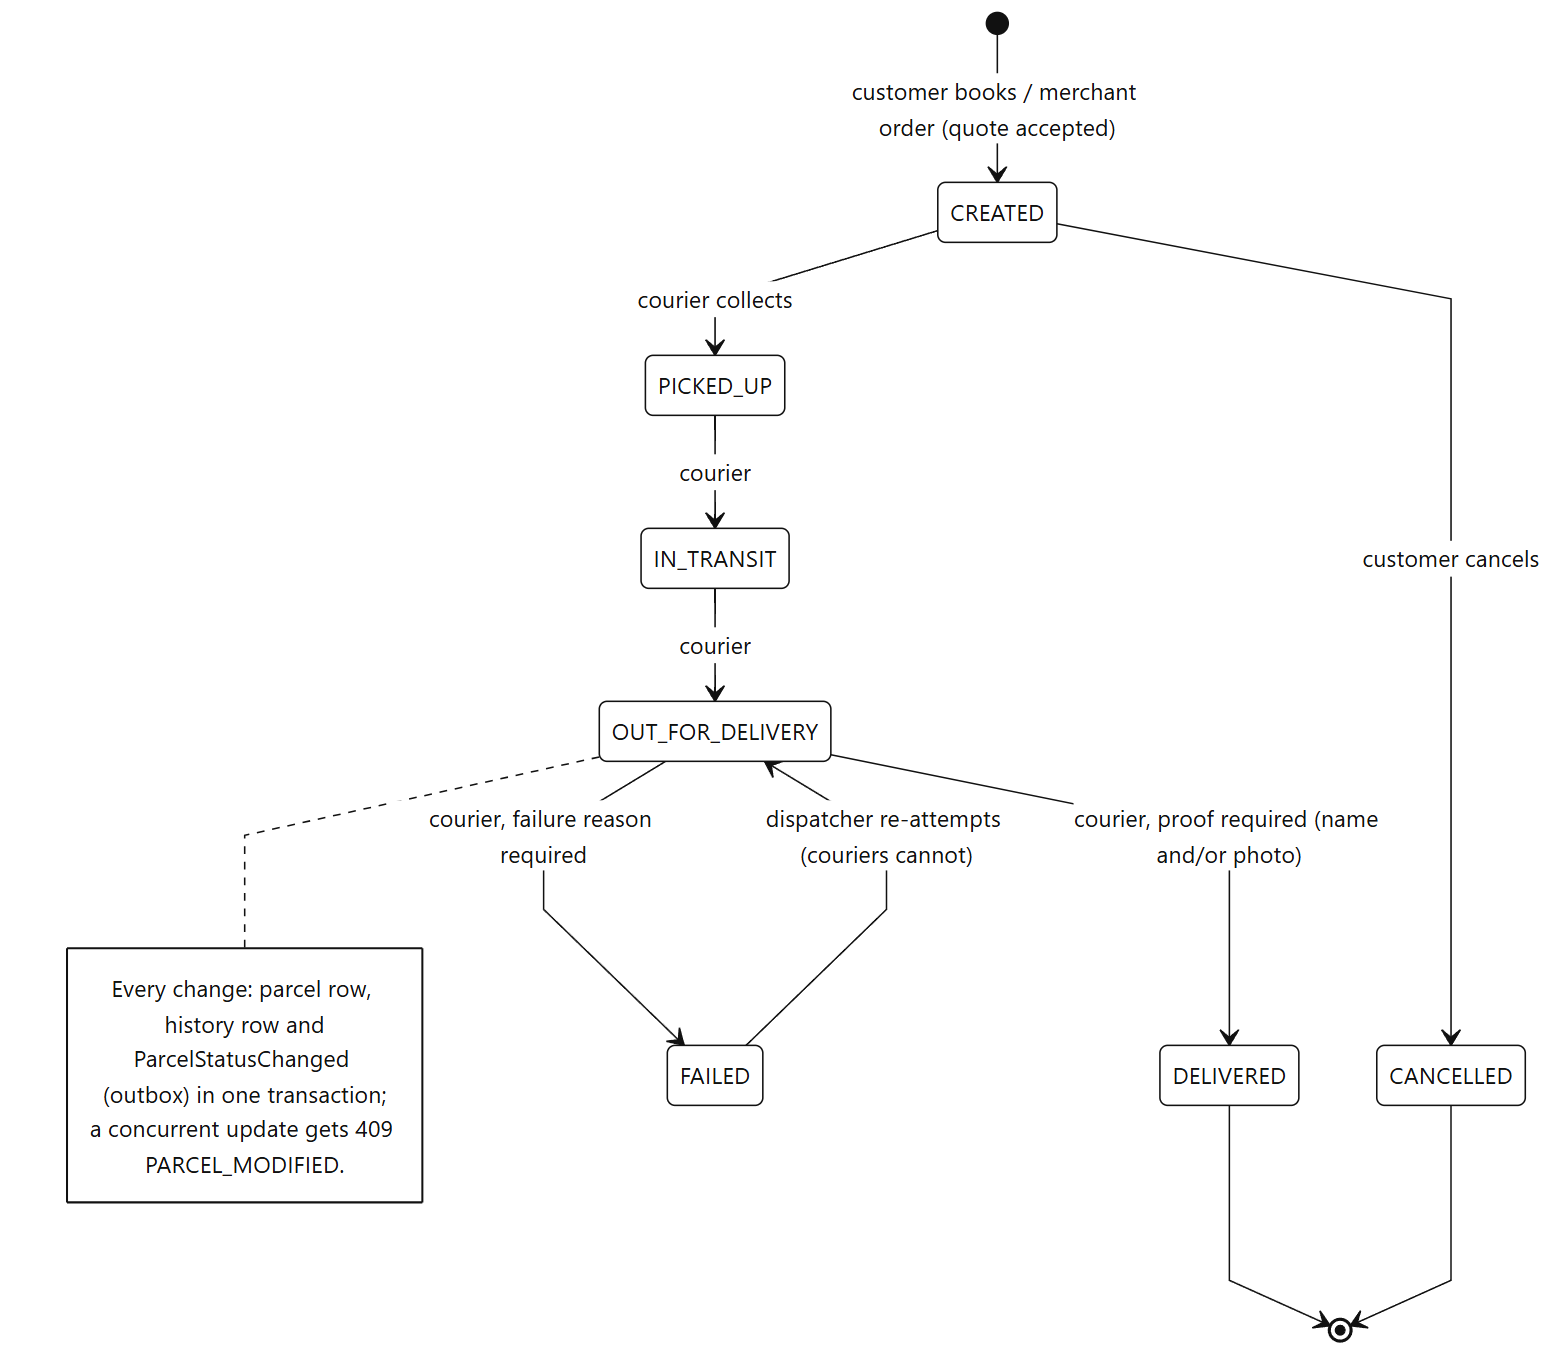 customer books / merchant
order (quote accepted)
CREATED
courier collects
PICKED_UP
courier
IN_TRANSIT
customer cancels
courier
OUT_FOR_DELIVERY
courier, failure reason
required
dispatcher re-attempts
(couriers cannot)
courier, proof required (name
and/or photo)
Every change: parcel row,
history row and
ParcelStatusChanged
(outbox) in one transaction;
a concurrent update gets 409
PARCEL_MODIFIED.
FAILED
DELIVERED
CANCELLED